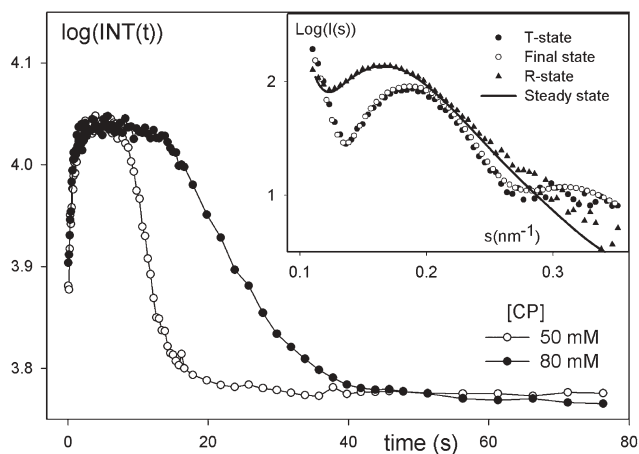 log(INT(t))
4.1
4.0
3.9
3.8
0
20
40
60
80
time (s)
[CP]
50 mM
80 mM
Log(I(s))
2
1
0.1
0.2
0.3
s(nm⁻¹)
T-state
Final state
R-state
Steady state